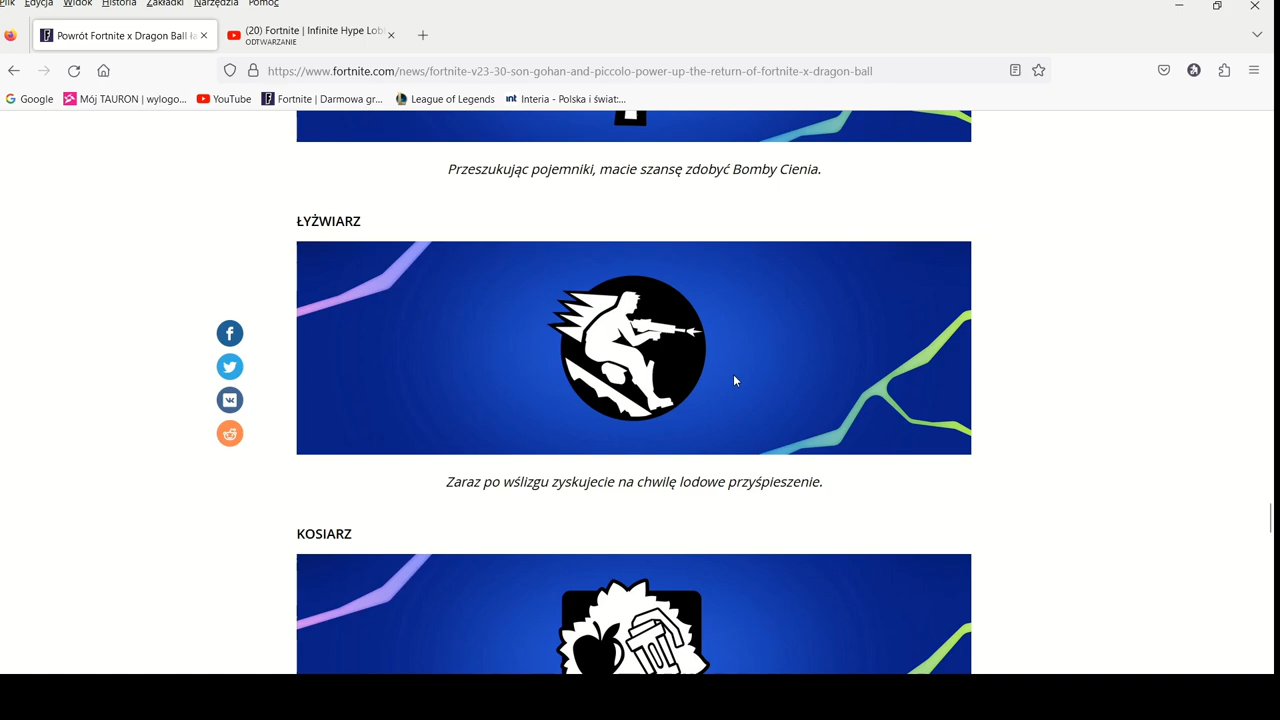 Plik Edycja Widok Historia Zakładki Narzędzia Pomoc
Powrót Fortnite x Dragon Ball
(20) Fortnite | Infinite Hype Lob
ODTWARZANIE
https://www.fortnite.com/news/fortnite-v23-30-son-gohan-and-piccolo-power-up-the-return-of-fortnite-x-dragon-ball
Google Mój TAURON (wylogo... YouTube Fortnite | Darmowa gr... League of Legends int Interia - Polska i świat:...
Przeszukując pojemniki, macie szansę zdobyć Bomby Cienia.
ŁYŻWIARZ
Zaraz po wślizgu zyskujecie na chwilę lodowe przyśpieszenie.
KOSIARZ